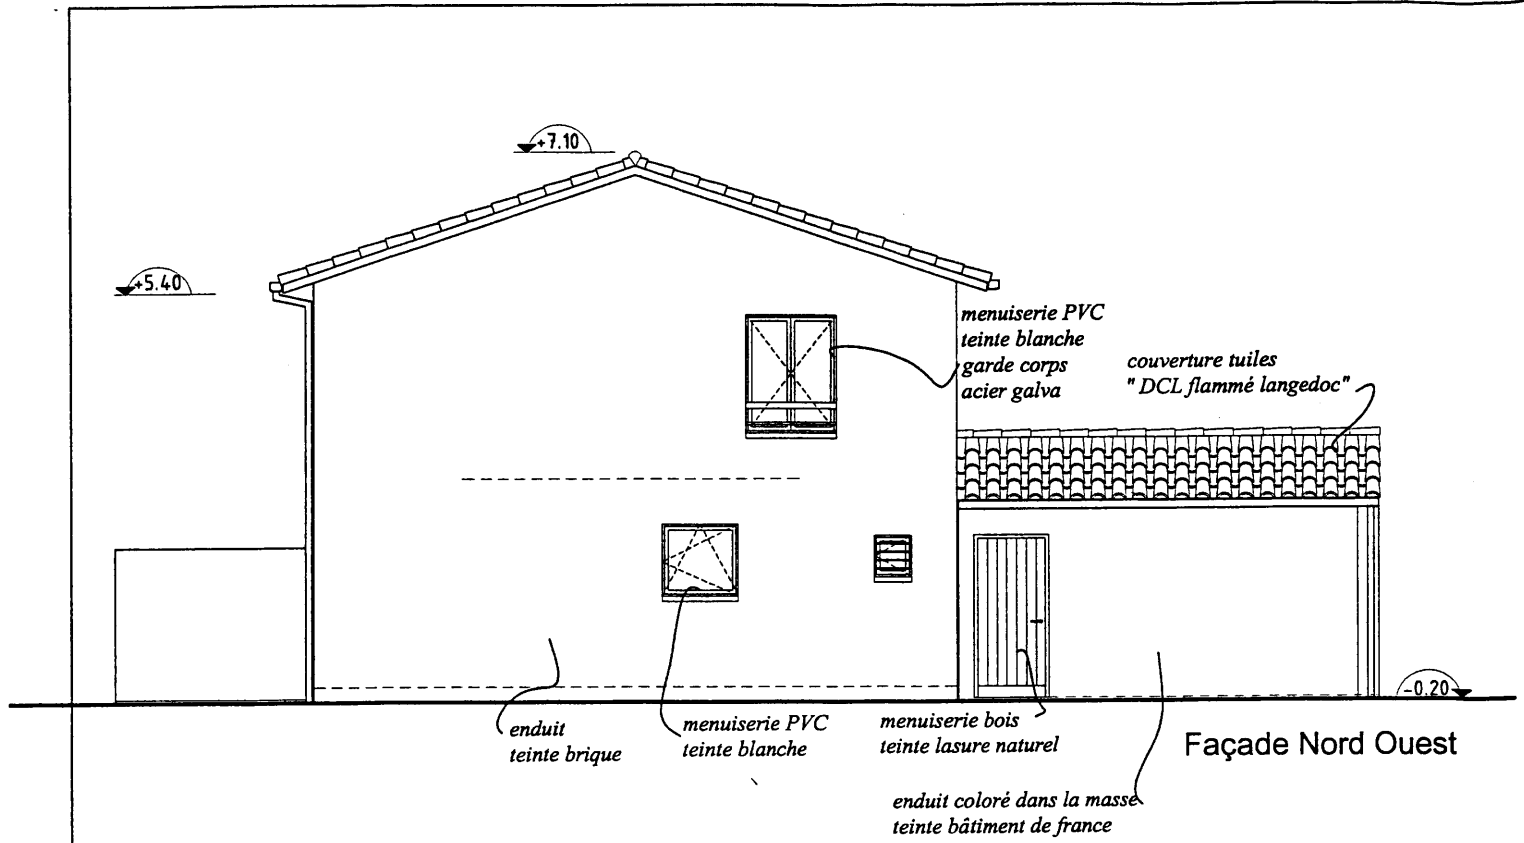 +7.10
+5.40
menuiserie PVC
teinte blanche
garde corps
acier galva
couverture tuiles
" DCL flammé langedoc"
-0.20
enduit
teinte brique
menuiserie PVC
teinte blanche
menuiserie bois
teinte lasure naturel
Façade Nord Ouest
enduit coloré dans la masse
teinte bâtiment de france